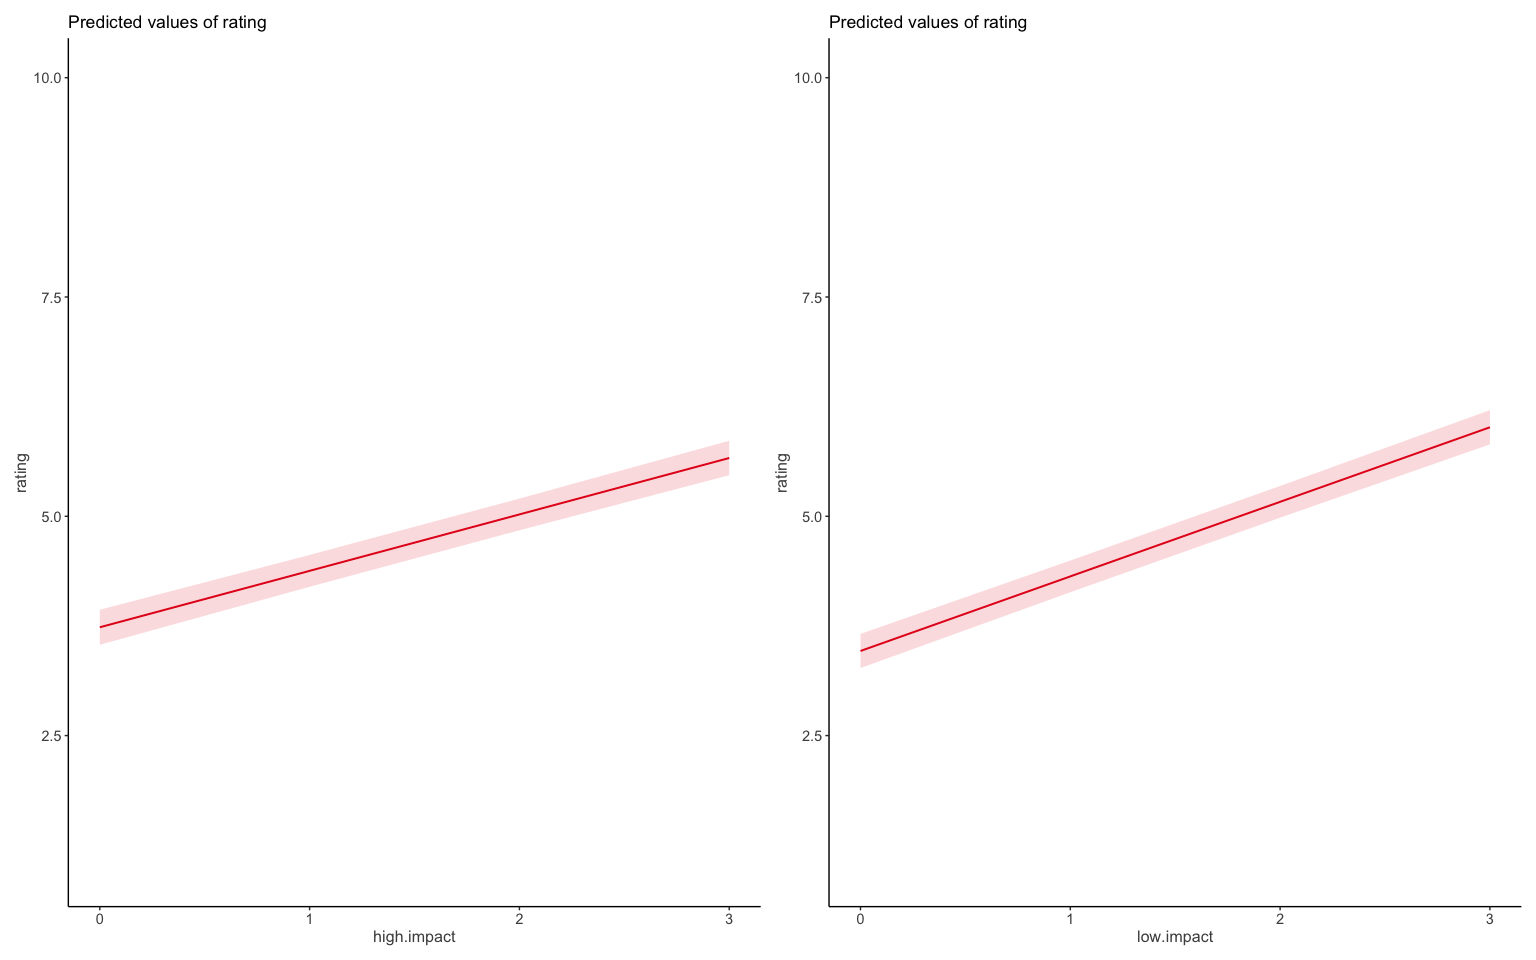 Predicted values of rating
10.0
7.5
5.0
2.5
rating
0 1 2 3
high.impact
Predicted values of rating
10.0
7.5
5.0
2.5
rating
0 1 2 3
low.impact